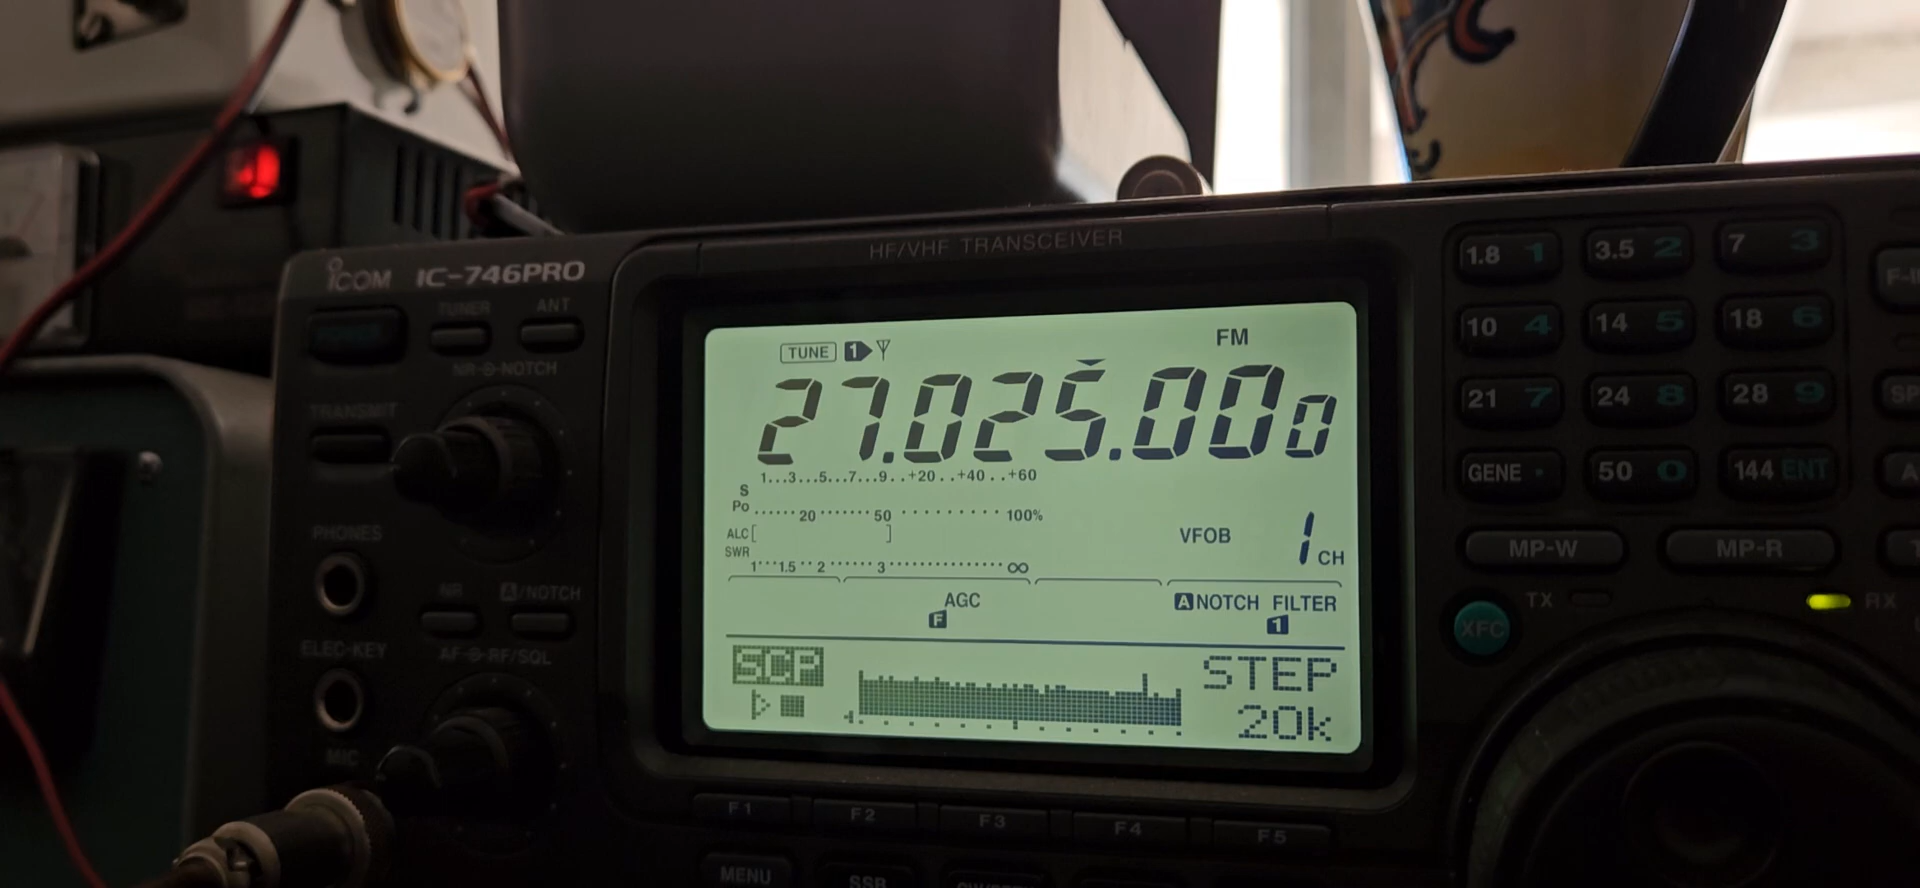 HF/VHF TRANSCEIVER
ICOM IC-746PRO
TUNER ANT
TUNE 1 FM
27.025.000
NR NOTCH
TRANSMIT
1...3...5...7...9..+20..+40..+60
S
Po ......20.......50.........100%
ALC
SWR
1...1.5..2......3............∞
VFOB 1 CH
PHONES
NR A/NOTCH
AGC
F
A NOTCH FILTER
1
ELEC-KEY
AF RF/SQL
SCP
STEP
20k
MIC
F1 F2 F3 F4 F5
MENU SSB
1.8 1 3.5 2 7 3
10 4 14 5 18 6
21 7 24 8 28 9
GENE · 50 0 144 ENT
MP-W MP-R
XFC TX RX